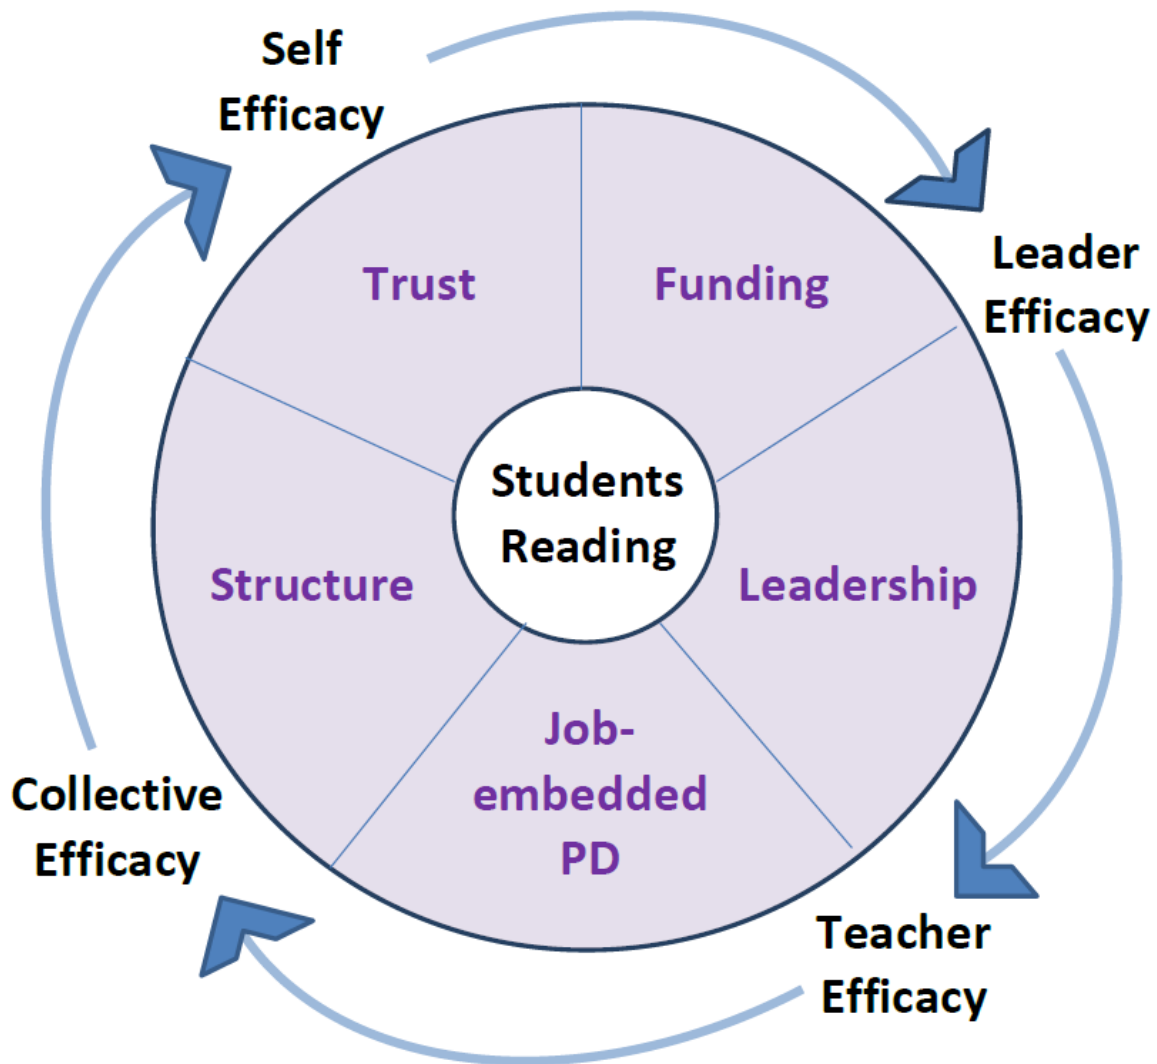 Self
Efficacy
Leader
Efficacy
Trust
Funding
Students
Reading
Structure
Leadership
Job-
embedded
PD
Collective
Efficacy
Teacher
Efficacy